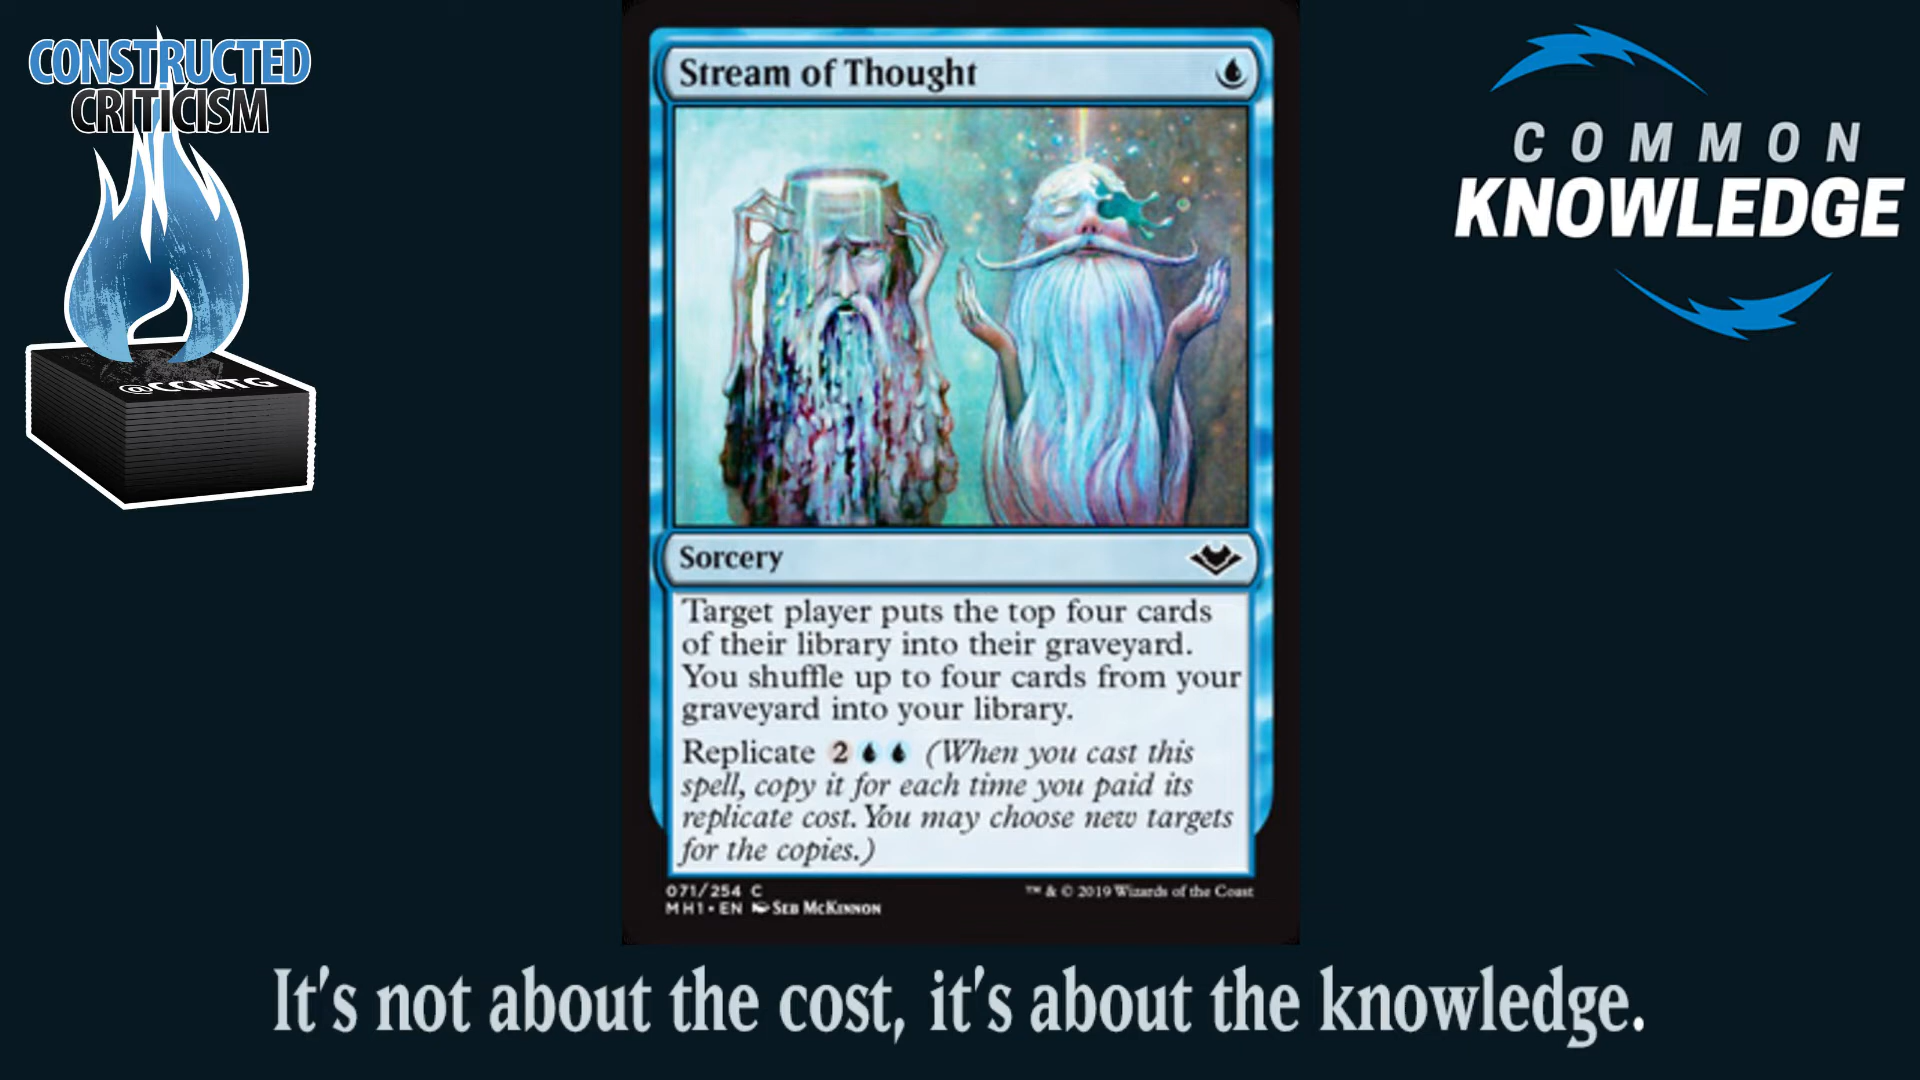 CONSTRUCTED
CRITICISM
@CCMTG
Stream of Thought
Sorcery
Target player puts the top four cards
of their library into their graveyard.
You shuffle up to four cards from your
graveyard into your library.
Replicate 2 (When you cast this
spell, copy it for each time you paid its
replicate cost. You may choose new targets
for the copies.)
071/254 C
MH1 • EN SEB MCKINNON
™ & © 2019 Wizards of the Coast
COMMON
KNOWLEDGE
It's not about the cost, it's about the knowledge.